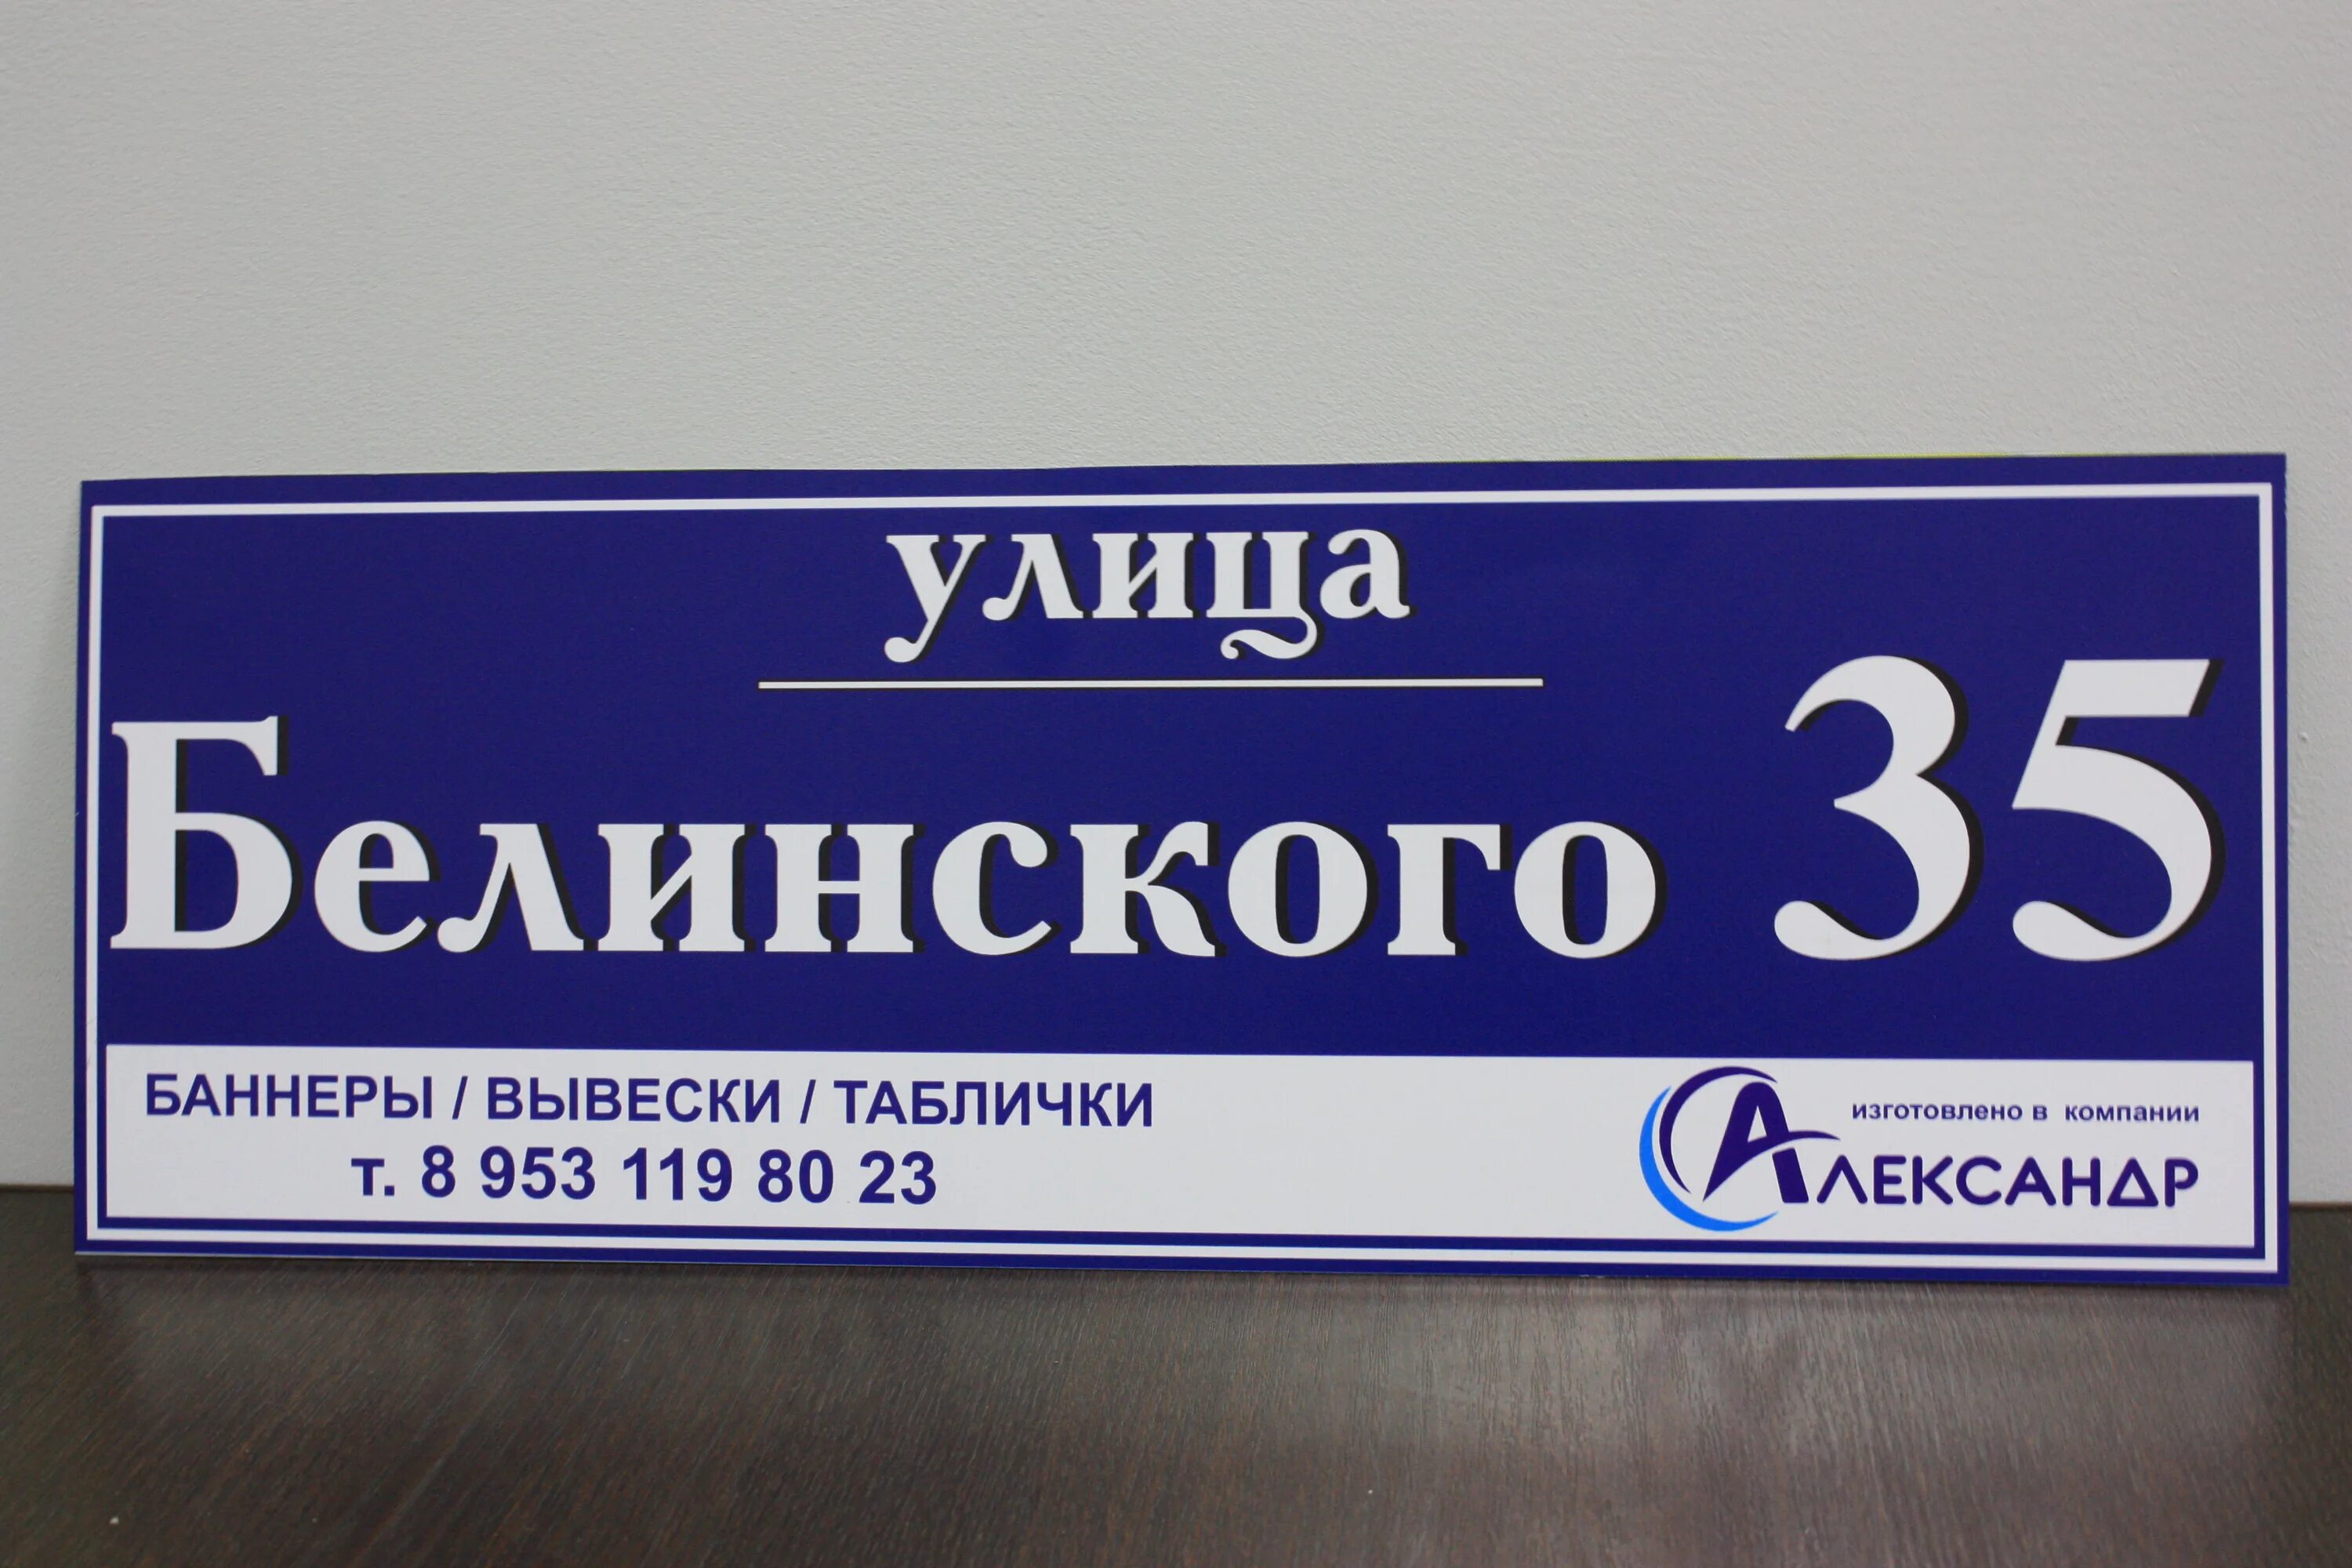 улица
Белинского 35
БАННЕРЫ / ВЫВЕСКИ / ТАБЛИЧКИ
т. 8 953 119 80 23
изготовлено в компании
АЛЕКСАНДР